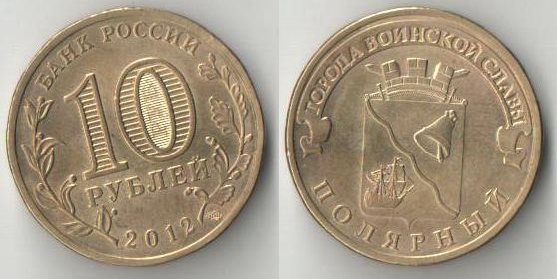 БАНК РОССИИ
10
РУБЛЕЙ
2012
ГОРОДА ВОИНСКОЙ СЛАВЫ
ПОЛЯРНЫЙ